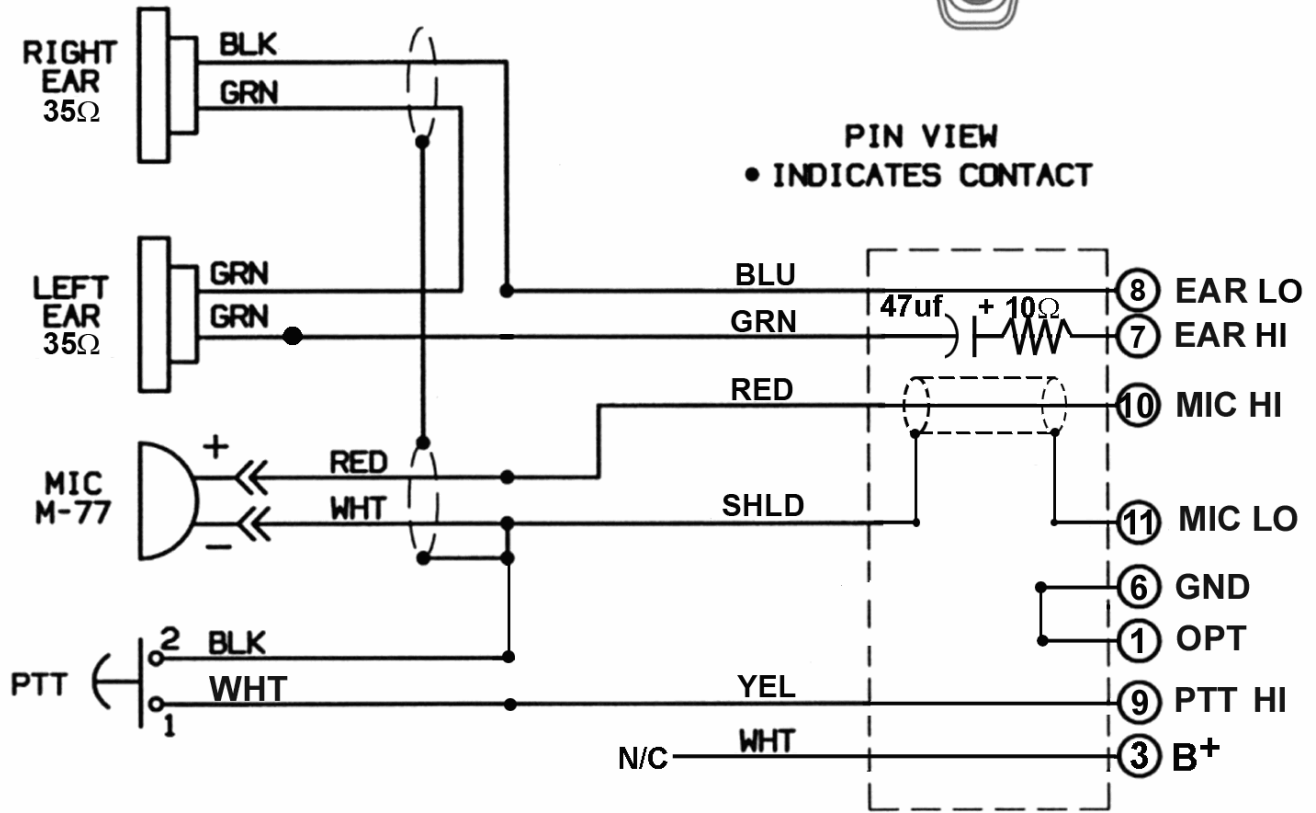 RIGHT
EAR
35Ω
BLK
GRN
PIN VIEW
• INDICATES CONTACT
LEFT
EAR
35Ω
GRN
GRN
BLU
GRN
47uf
+ 10Ω
8 EAR LO
7 EAR HI
RED
10 MIC HI
MIC
M-77
+
RED
WHT
−
SHLD
11 MIC LO
6 GND
1 OPT
PTT
2
BLK
WHT
1
YEL
9 PTT HI
N/C
WHT
3 B+